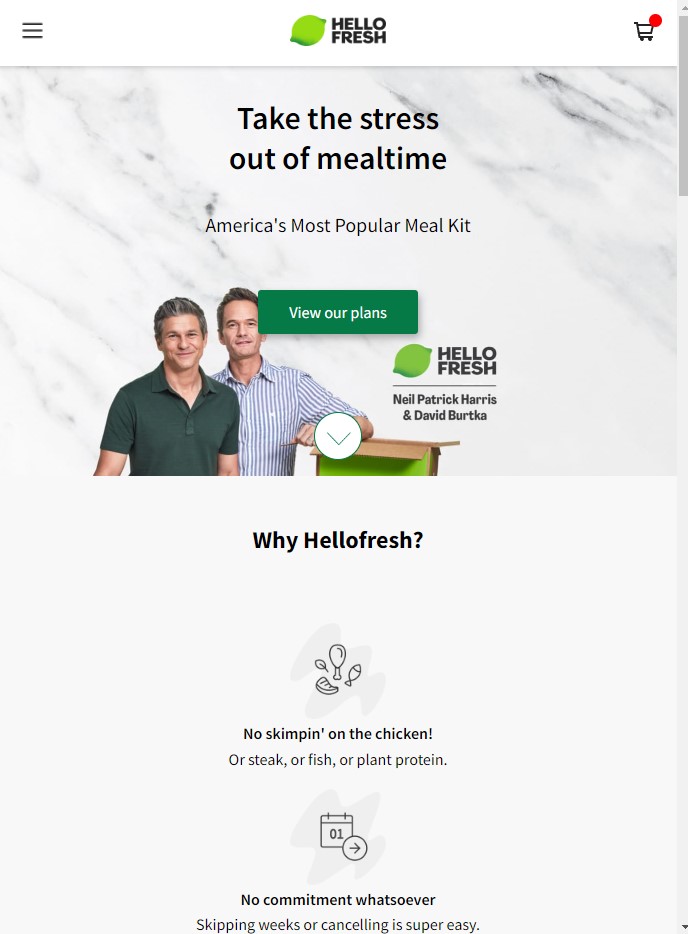 HELLO
FRESH
Take the stress
out of mealtime
America's Most Popular Meal Kit
View our plans
HELLO
FRESH
Neil Patrick Harris
& David Burtka
Why Hellofresh?
No skimpin' on the chicken!
Or steak, or fish, or plant protein.
01
No commitment whatsoever
Skipping weeks or cancelling is super easy.